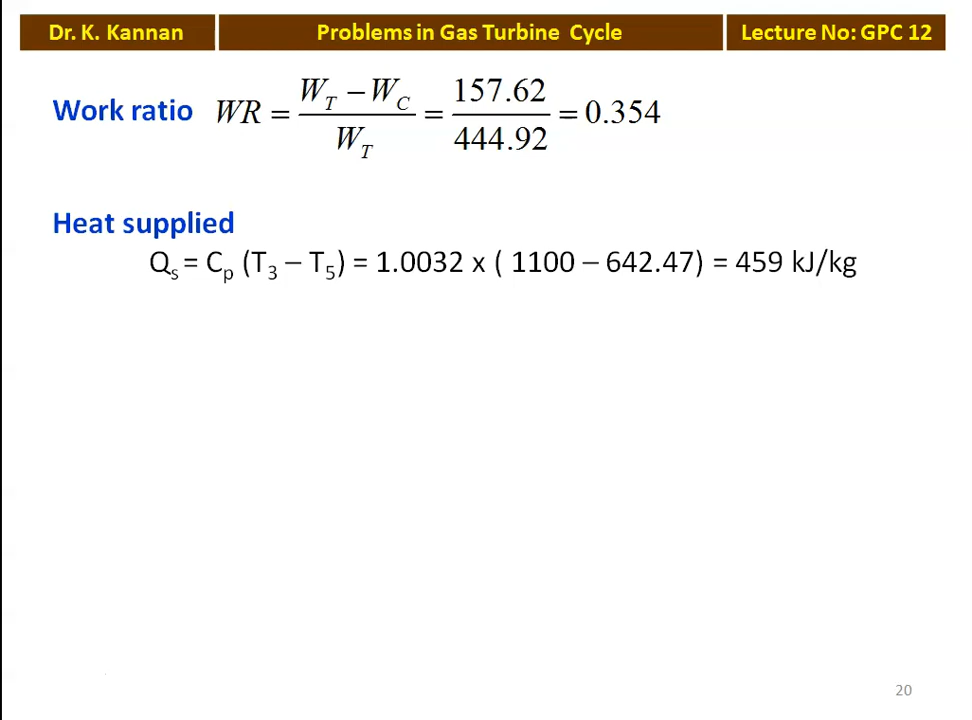 Dr. K. Kannan
Problems in Gas Turbine Cycle
Lecture No: GPC 12
Work ratio WR = (W_T − W_C) / W_T = 157.62 / 444.92 = 0.354
Heat supplied
Q_s = C_p (T_3 – T_5) = 1.0032 x ( 1100 – 642.47) = 459 kJ/kg
20